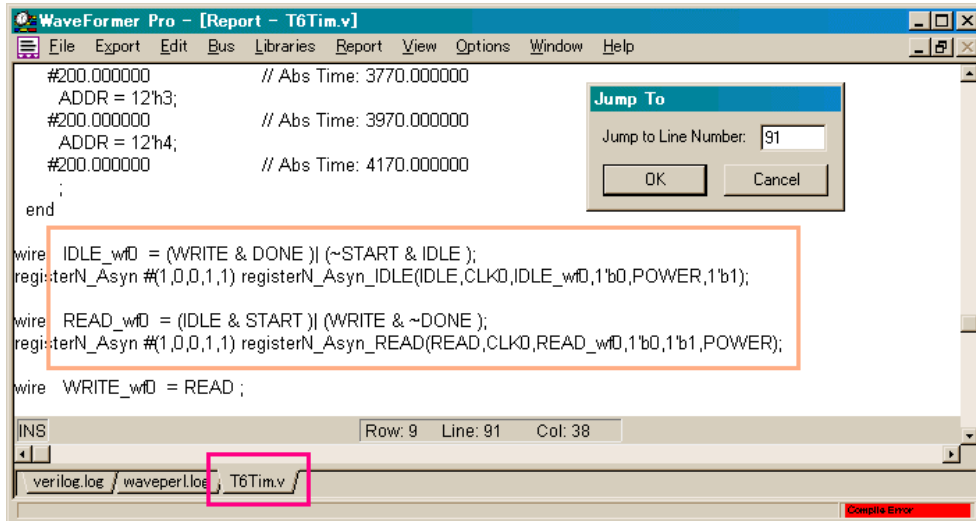 WaveFormer Pro - [Report - T6Tim.v]
File Export Edit Bus Libraries Report View Options Window Help
#200.000000 // Abs Time: 3770.000000
ADDR = 12'h3;
#200.000000 // Abs Time: 3970.000000
ADDR = 12'h4;
#200.000000 // Abs Time: 4170.000000
;
end
Jump To
Jump to Line Number: 91
OK Cancel
wire IDLE_wf0 = (WRITE & DONE )| (~START & IDLE );
registerN_Asyn #(1,0,0,1,1) registerN_Asyn_IDLE(IDLE,CLK0,IDLE_wf0,1'b0,POWER,1'b1);
wire READ_wf0 = (IDLE & START )| (WRITE & ~DONE );
registerN_Asyn #(1,0,0,1,1) registerN_Asyn_READ(READ,CLK0,READ_wf0,1'b0,1'b1,POWER);
wire WRITE_wf0 = READ ;
INS Row: 9 Line: 91 Col: 38
verilog.log waveperl.log T6Tim.v
Compile Error